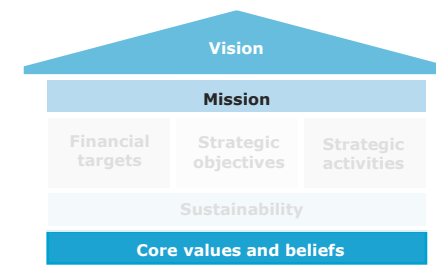 Vision
Mission
Financial
targets
Strategic
objectives
Strategic
activities
Sustainability
Core values and beliefs